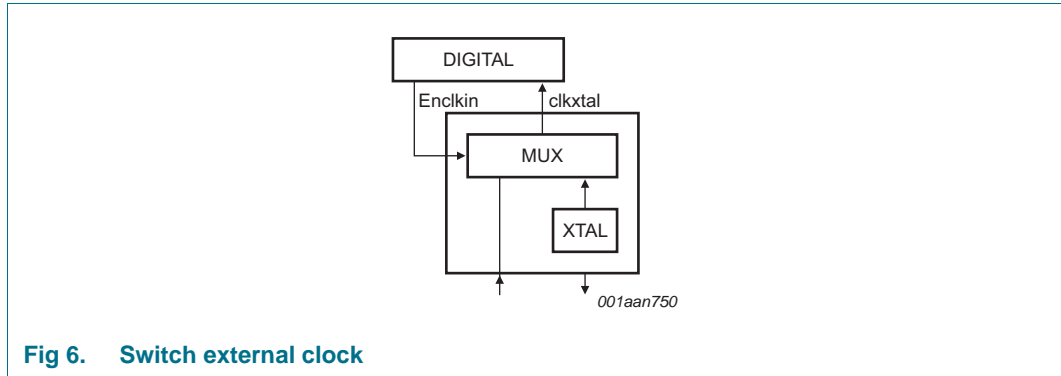 DIGITAL
Enclkin
clkxtal
MUX
XTAL
001aan750
Fig 6. Switch external clock